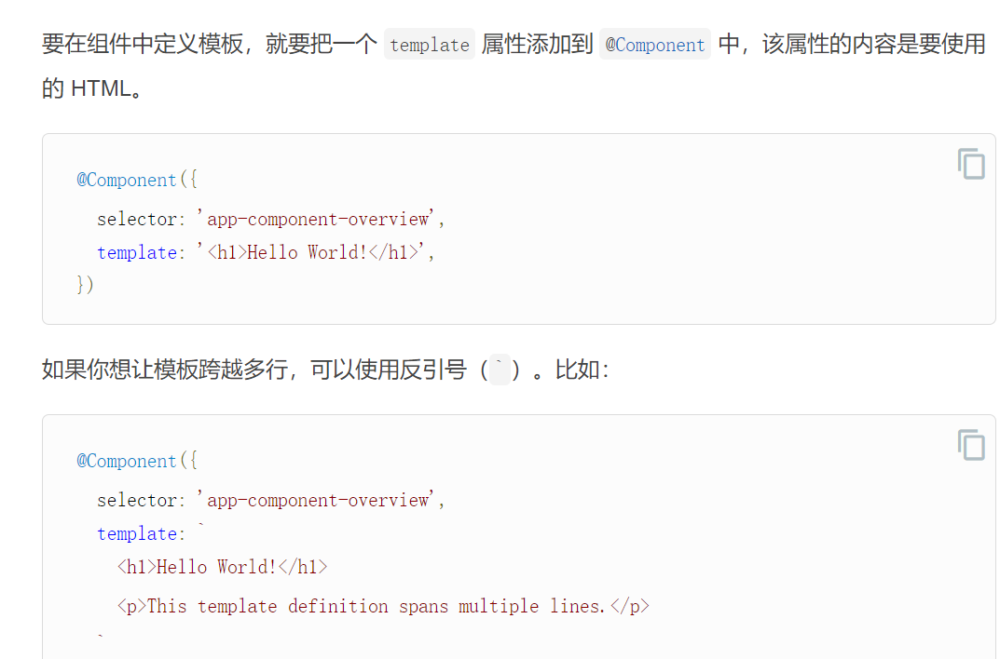 要在组件中定义模板，就要把一个 template 属性添加到 @Component 中，该属性的内容是要使用
的 HTML。
@Component({
  selector: 'app-component-overview',
  template: '<h1>Hello World!</h1>',
})
如果你想让模板跨越多行，可以使用反引号（`）。比如：
@Component({
  selector: 'app-component-overview',
  template: `
    <h1>Hello World!</h1>
    <p>This template definition spans multiple lines.</p>
  `